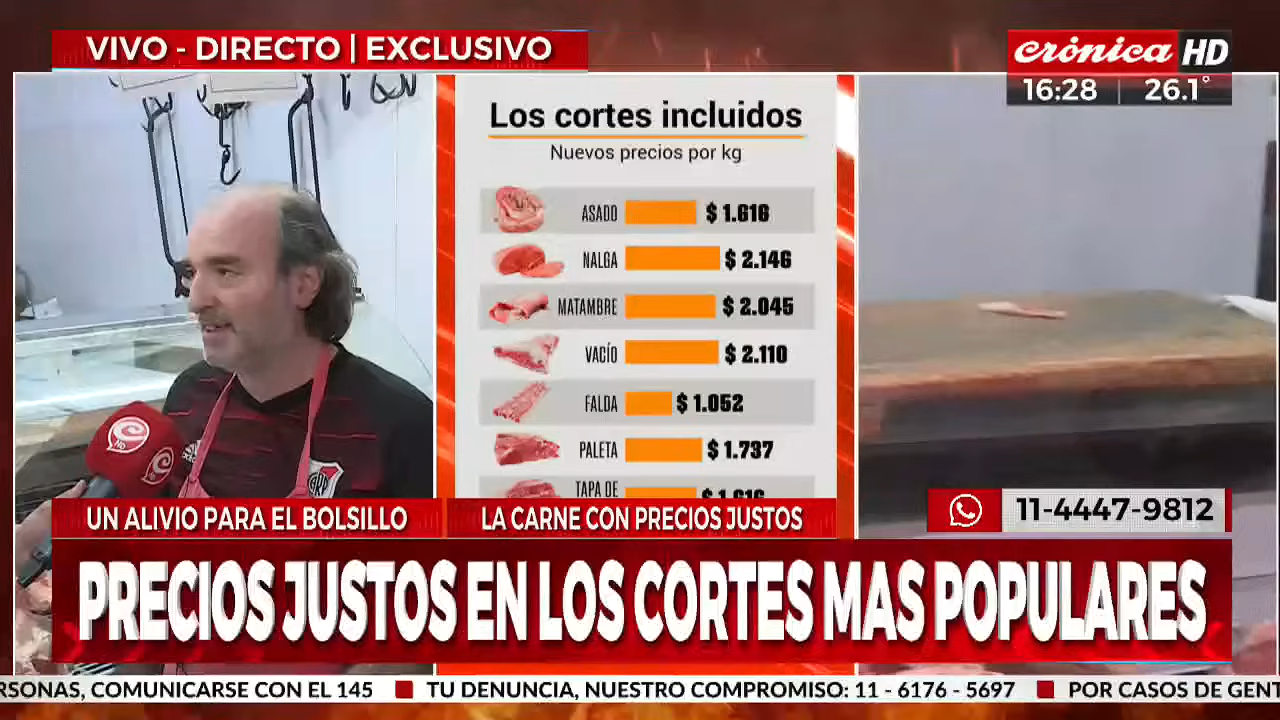 VIVO - DIRECTO | EXCLUSIVO
crónica HD
16:28 | 26.1°
Los cortes incluidos
Nuevos precios por kg
ASADO $ 1.616
NALGA $ 2.146
MATAMBRE $ 2.045
VACÍO $ 2.110
FALDA $ 1.052
PALETA $ 1.737
TAPA DE $ 1.616
HD
UN ALIVIO PARA EL BOLSILLO
LA CARNE CON PRECIOS JUSTOS
11-4447-9812
PRECIOS JUSTOS EN LOS CORTES MAS POPULARES
RSONAS, COMUNICARSE CON EL 145 TU DENUNCIA, NUESTRO COMPROMISO: 11 - 6176 - 5697 POR CASOS DE GENT